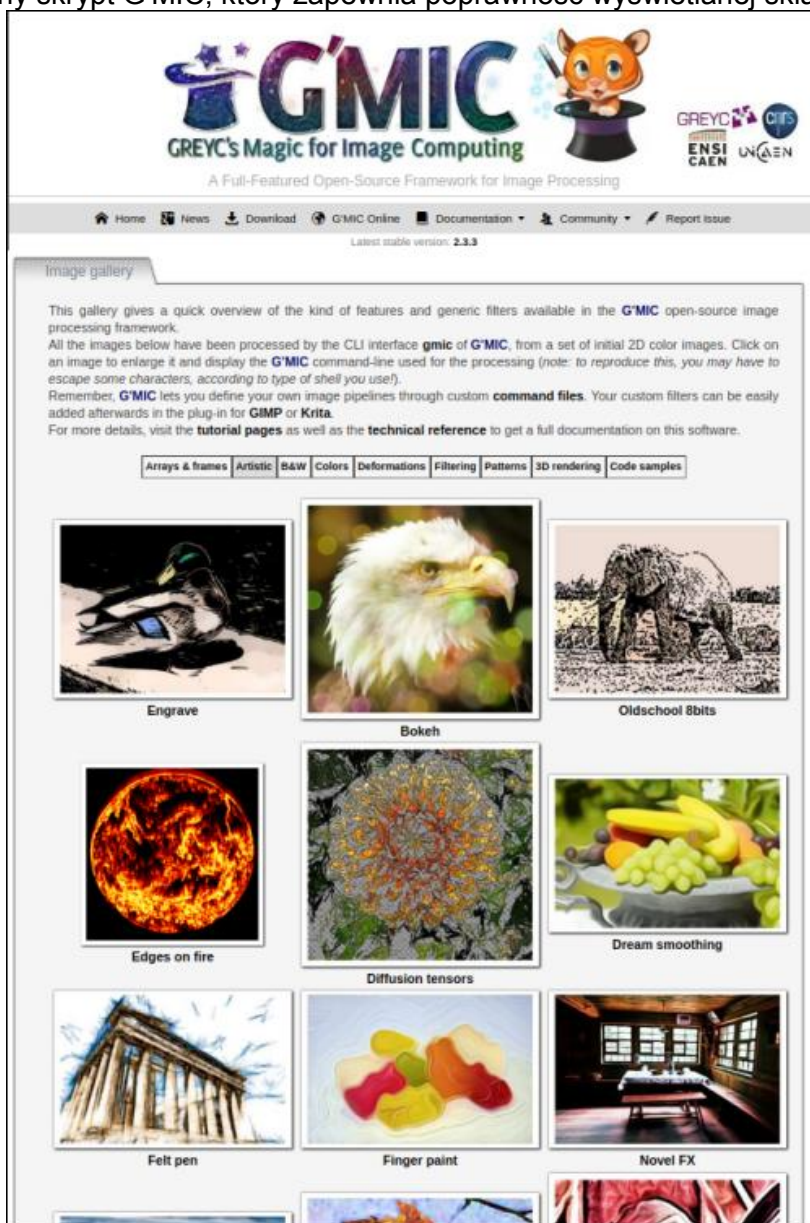 ny skrypt G'MIC, który zapewnia poprawność wyświetlanej
G'MIC
GREYC's Magic for Image Computing
GREYC
cnrs
ENSI
CAEN
UNICAEN
A Full-Featured Open-Source Framework for Image Processing
Home News Download G'MIC Online Documentation Community Report Issue
Latest stable version: 2.3.3
Image gallery
This gallery gives a quick overview of the kind of features and generic filters available in the G'MIC open-source image
processing framework.
All the images below have been processed by the CLI interface gmic of G'MIC, from a set of initial 2D color images. Click on
an image to enlarge it and display the G'MIC command-line used for the processing (note: to reproduce this, you may have to
escape some characters, according to type of shell you use!).
Remember, G'MIC lets you define your own image pipelines through custom command files. Your custom filters can be easily
added afterwards in the plug-in for GIMP or Krita.
For more details, visit the tutorial pages as well as the technical reference to get a full documentation on this software.
Arrays & frames Artistic B&W Colors Deformations Filtering Patterns 3D rendering Code samples
Engrave
Bokeh
Oldschool 8bits
Edges on fire
Diffusion tensors
Dream smoothing
Felt pen
Finger paint
Novel FX